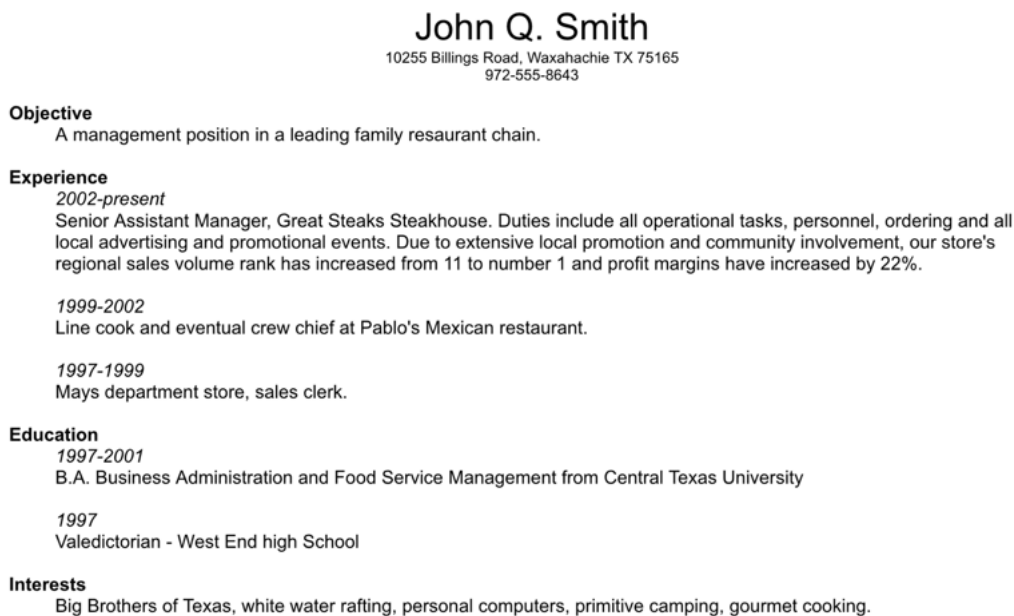 John Q. Smith
10255 Billings Road, Waxahachie TX 75165
972-555-8643
Objective
A management position in a leading family resaurant chain.
Experience
2002-present
Senior Assistant Manager, Great Steaks Steakhouse. Duties include all operational tasks, personnel, ordering and all
local advertising and promotional events. Due to extensive local promotion and community involvement, our store's
regional sales volume rank has increased from 11 to number 1 and profit margins have increased by 22%.
1999-2002
Line cook and eventual crew chief at Pablo's Mexican restaurant.
1997-1999
Mays department store, sales clerk.
Education
1997-2001
B.A. Business Administration and Food Service Management from Central Texas University
1997
Valedictorian - West End high School
Interests
Big Brothers of Texas, white water rafting, personal computers, primitive camping, gourmet cooking.